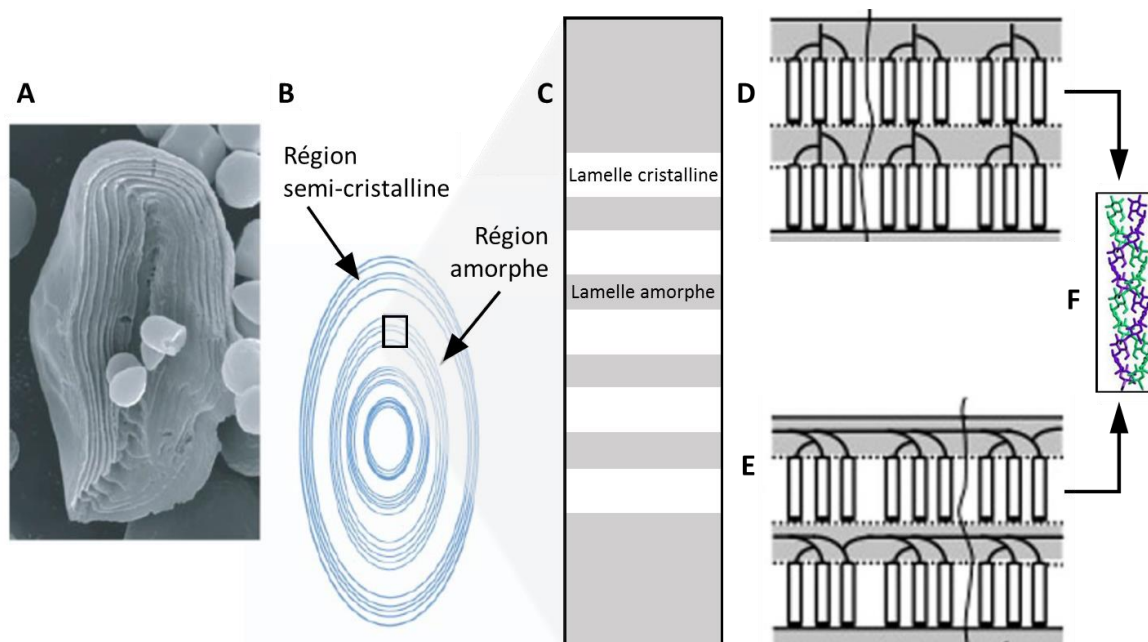 A
B
C
D
Région
semi-cristalline
Région
amorphe
Lamelle cristalline
Lamelle amorphe
F
E